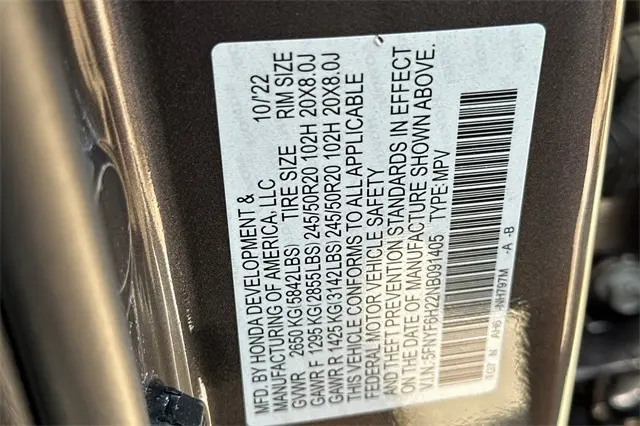 MFD. BY HONDA DEVELOPMENT &
MANUFACTURING OF AMERICA, LLC 10/22
GVWR 2650 KG(5842LBS) TIRE SIZE RIM SIZE
GAWR F 1295 KG(2855LBS)245/50R20 102H 20X8.0J
GAWR R 1425 KG(3142LBS)245/50R20 102H 20X8.0J
THIS VEHICLE CONFORMS TO ALL APPLICABLE
FEDERAL MOTOR VEHICLE SAFETY
AND THEFT PREVENTION STANDARDS IN EFFECT
ON THE DATE OF MANUFACTURE SHOWN ABOVE.
V.I.N.:5FNYF8H22NB091405 TYPE:MPV
NH797M -A -B